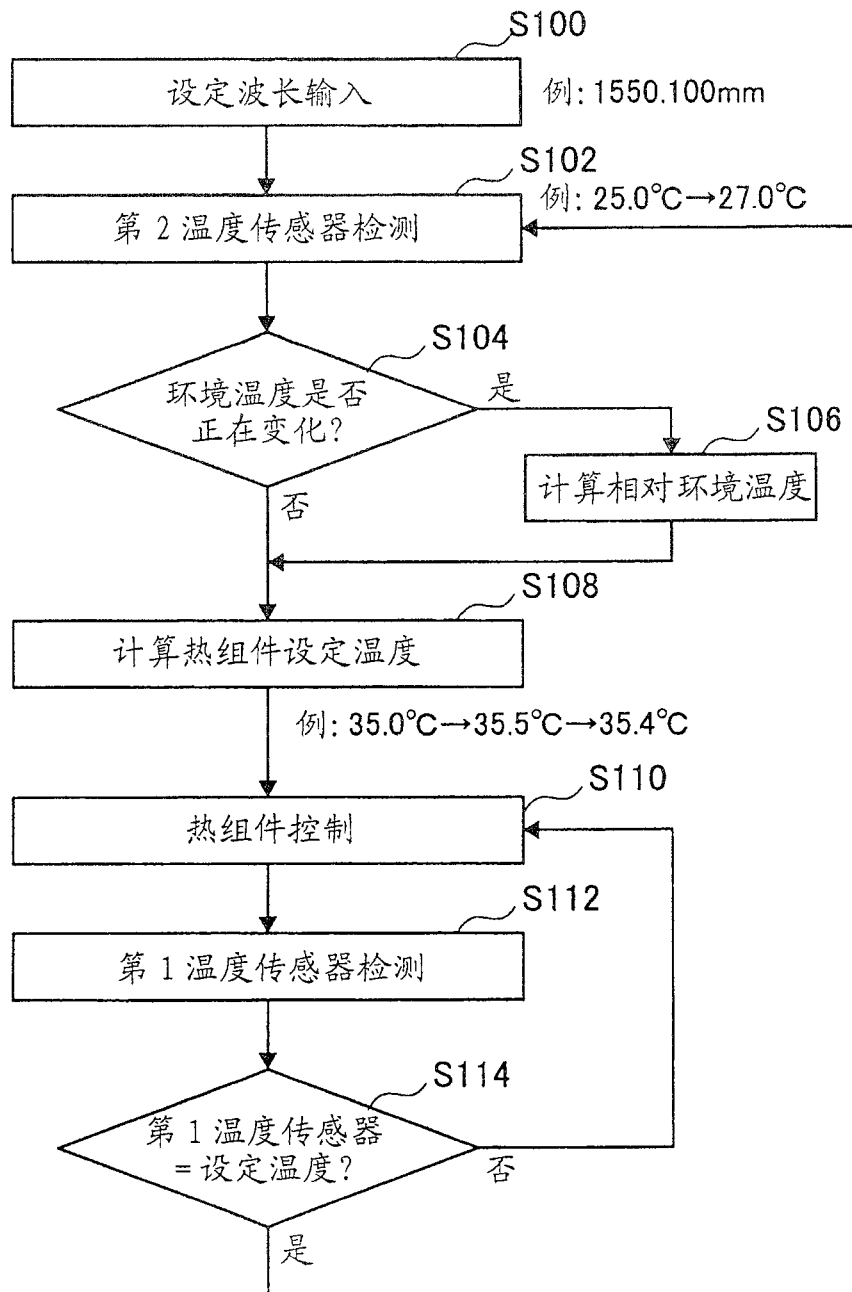 S100
设定波长输入
例: 1550.100mm
S102
例: 25.0℃→27.0℃
第 2 温度传感器检测
S104
环境温度是否
正在变化?
是
S106
计算相对环境温度
否
S108
计算热组件设定温度
例: 35.0℃→35.5℃→35.4℃
S110
热组件控制
S112
第 1 温度传感器检测
S114
第 1 温度传感器
=设定温度?
否
是